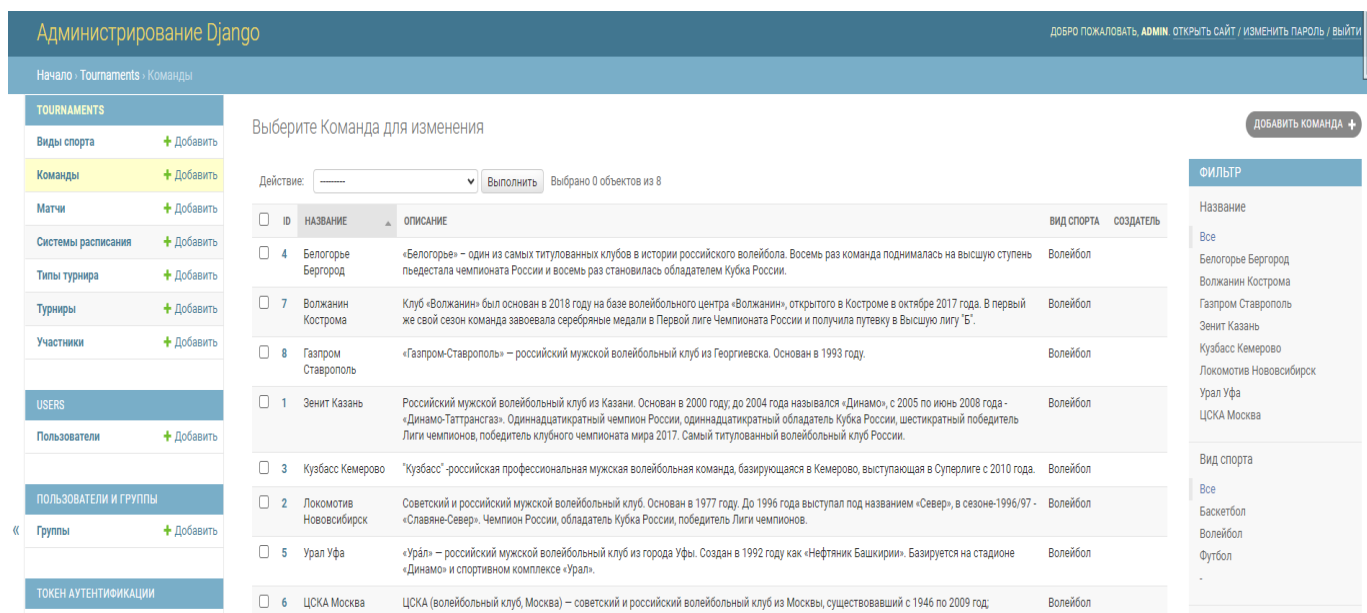 Администрирование Django
ДОБРО ПОЖАЛОВАТЬ, ADMIN. ОТКРЫТЬ САЙТ / ИЗМЕНИТЬ ПАРОЛЬ / ВЫЙТИ
Начало › Tournaments › Команды
TOURNAMENTS
Виды спорта + Добавить
Команды + Добавить
Матчи + Добавить
Системы расписания + Добавить
Типы турнира + Добавить
Турниры + Добавить
Участники + Добавить
USERS
Пользователи + Добавить
ПОЛЬЗОВАТЕЛИ И ГРУППЫ
« Группы + Добавить
ТОКЕН АУТЕНТИФИКАЦИИ
Выберите Команда для изменения
ДОБАВИТЬ КОМАНДА +
Действие: --------- Выполнить Выбрано 0 объектов из 8
ID НАЗВАНИЕ ОПИСАНИЕ ВИД СПОРТА СОЗДАТЕЛЬ
4 Белогорье Бергород
«Белогорье» – один из самых титулованных клубов в истории российского волейбола. Восемь раз команда поднималась на высшую ступень
пьедестала чемпионата России и восемь раз становилась обладателем Кубка России.
Волейбол
7 Волжанин Кострома
Клуб «Волжанин» был основан в 2018 году на базе волейбольного центра «Волжанин», открытого в Костроме в октябре 2017 года. В первый
же свой сезон команда завоевала серебряные медали в Первой лиге Чемпионата России и получила путевку в Высшую лигу "Б".
Волейбол
8 Газпром Ставрополь
«Газпром-Ставрополь» — российский мужской волейбольный клуб из Георгиевска. Основан в 1993 году.
Волейбол
1 Зенит Казань
Российский мужской волейбольный клуб из Казани. Основан в 2000 году; до 2004 года назывался «Динамо», с 2005 по июнь 2008 года -
«Динамо-Таттрансгаз». Одиннадцатикратный чемпион России, одиннадцатикратный обладатель Кубка России, шестикратный победитель
Лиги чемпионов, победитель клубного чемпионата мира 2017. Самый титулованный волейбольный клуб России.
Волейбол
3 Кузбасс Кемерово
"Кузбасс" -российская профессиональная мужская волейбольная команда, базирующаяся в Кемерово, выступающая в Суперлиге с 2010 года.
Волейбол
2 Локомотив Нововсибирск
Советский и российский мужской волейбольный клуб. Основан в 1977 году. До 1996 года выступал под названием «Север», в сезоне-1996/97 -
«Славяне-Север». Чемпион России, обладатель Кубка России, победитель Лиги чемпионов.
Волейбол
5 Урал Уфа
«Ура́л» — российский мужской волейбольный клуб из города Уфы. Создан в 1992 году как «Нефтяник Башкирии». Базируется на стадионе
«Динамо» и спортивном комплексе «Урал».
Волейбол
6 ЦСКА Москва
ЦСКА (волейбольный клуб, Москва) — советский и российский волейбольный клуб из Москвы, существовавший с 1946 по 2009 год;
Волейбол
ФИЛЬТР
Название
Все
Белогорье Бергород
Волжанин Кострома
Газпром Ставрополь
Зенит Казань
Кузбасс Кемерово
Локомотив Нововсибирск
Урал Уфа
ЦСКА Москва
Вид спорта
Все
Баскетбол
Волейбол
Футбол
-